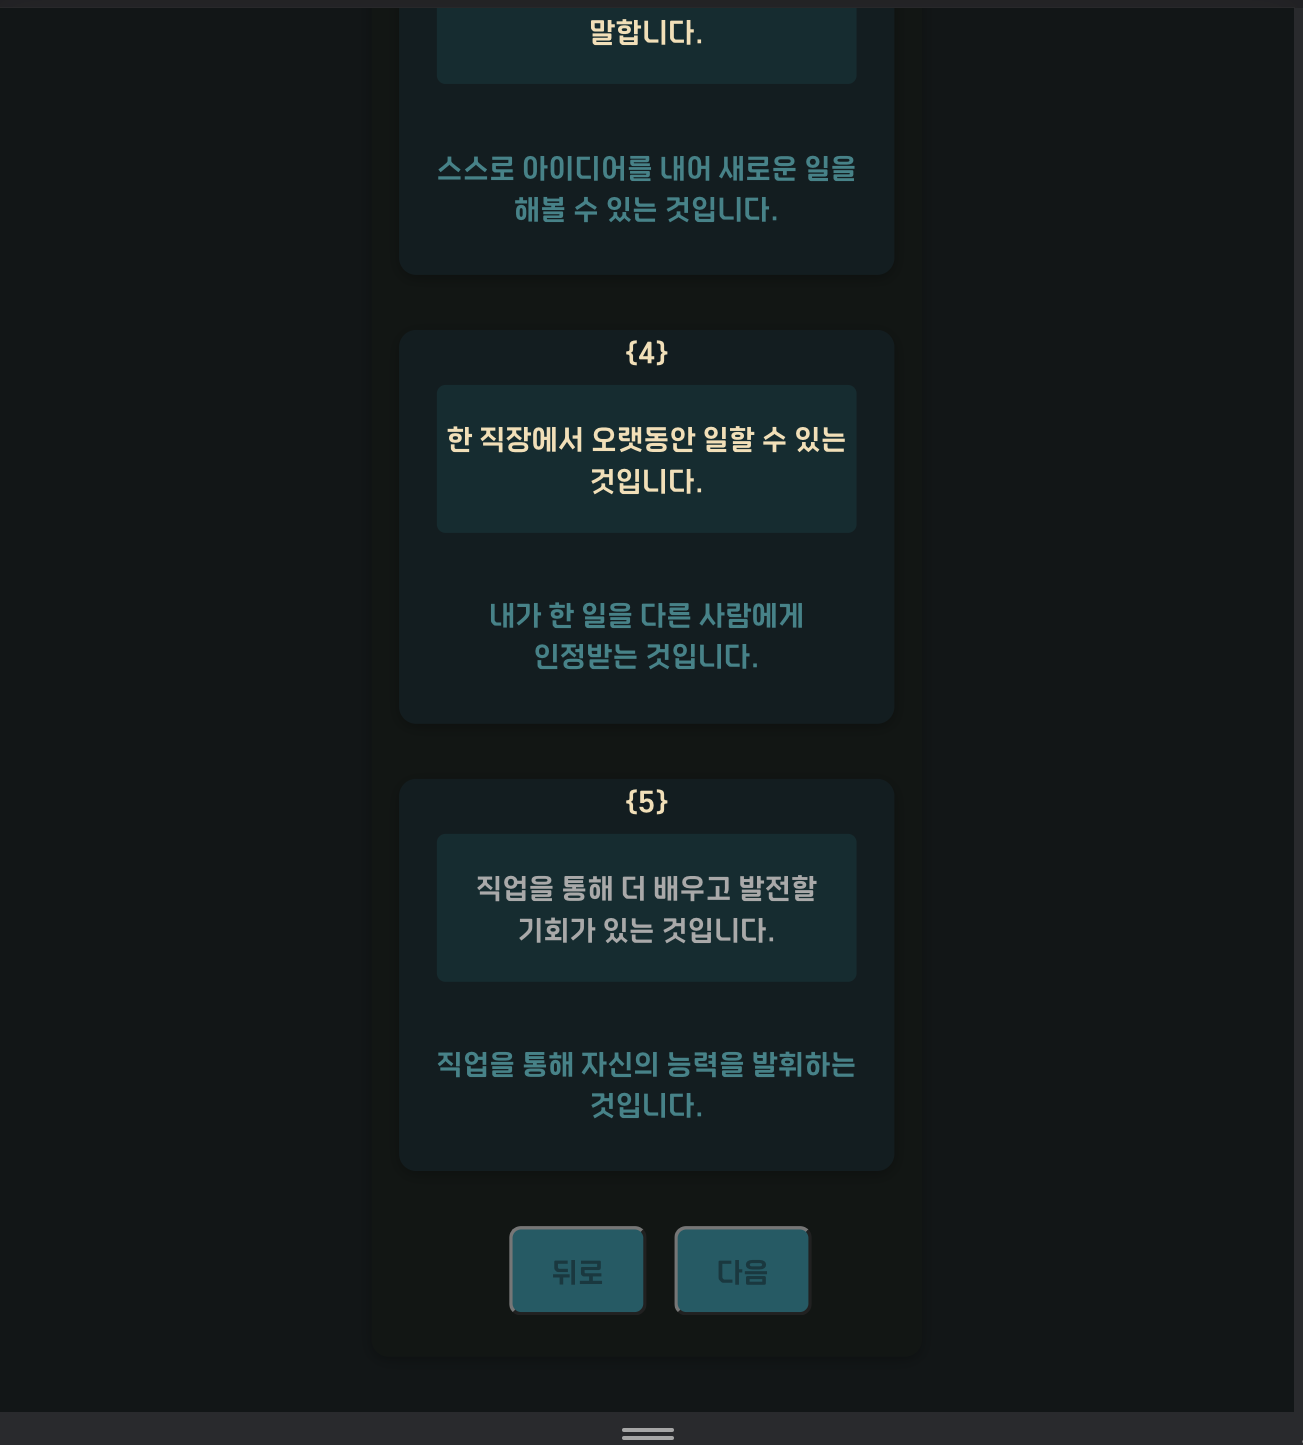 말합니다.
스스로 아이디어를 내어 새로운 일을
해볼 수 있는 것입니다.
{4}
한 직장에서 오랫동안 일할 수 있는
것입니다.
내가 한 일을 다른 사람에게
인정받는 것입니다.
{5}
직업을 통해 더 배우고 발전할
기회가 있는 것입니다.
직업을 통해 자신의 능력을 발휘하는
것입니다.
뒤로 다음